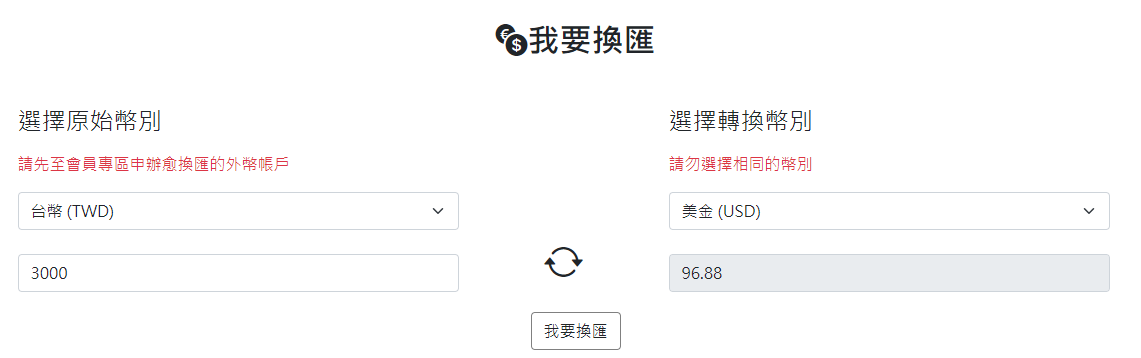 我要換匯
選擇原始幣別
請先至會員專區申辦愈換匯的外幣帳戶
台幣 (TWD)
3000
選擇轉換幣別
請勿選擇相同的幣別
美金 (USD)
96.88
我要換匯